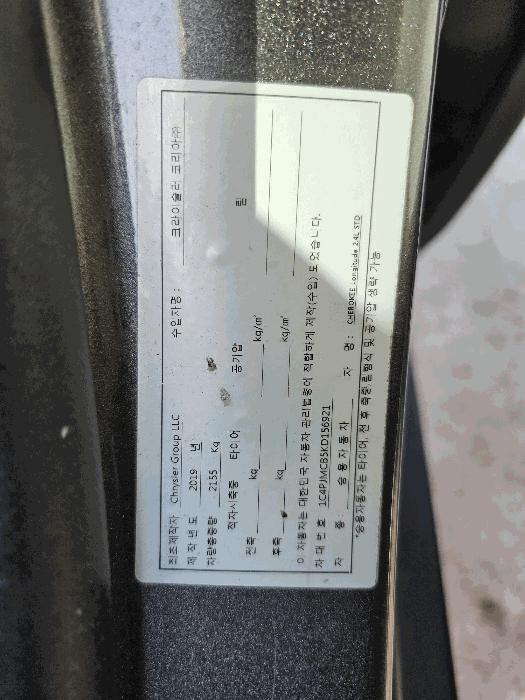 최초제작자 Chrysler Group LLC 수입자명 : 크라이슬러 코리아㈜
제 작 년 도 2019 년
차량총중량 2155 Kg
적차시축중 타이어 공기압 림
전축 kg kg/㎠
후축 kg kg/㎠
이 자동차는 대한민국 자동차 관리법령에 적합하게 제작(수입) 되었습니다.
차 대 번 호 1C4PJMCB5KD156921
차 종 : 승용자동차 차 명 : CHEROKEE Longitude 2.4L STD
*승용자동차는 타이어, 전.후 축량/림형식 및 공기압 생략 가능